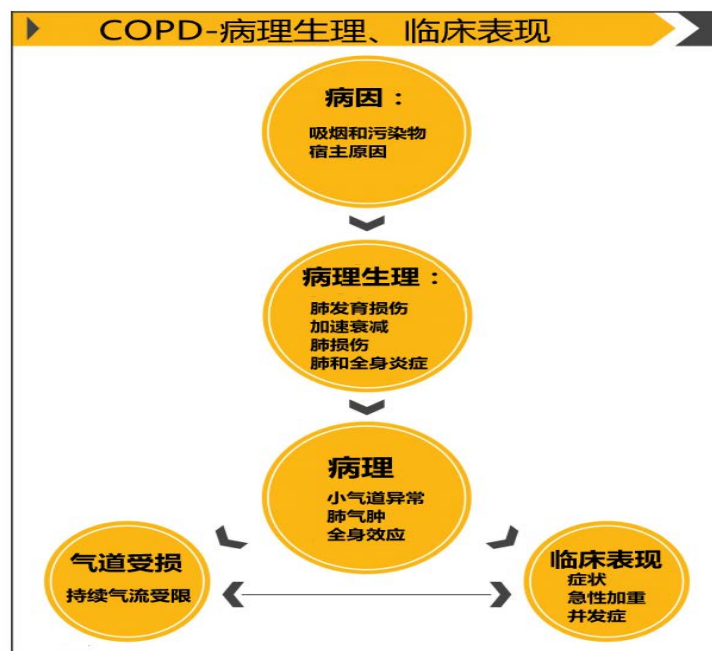 COPD-病理生理、临床表现
病因：
吸烟和污染物
宿主原因
病理生理：
肺发育损伤
加速衰减
肺损伤
肺和全身炎症
病理
小气道异常
肺气肿
全身效应
气道受损
持续气流受限
临床表现
症状
急性加重
并发症